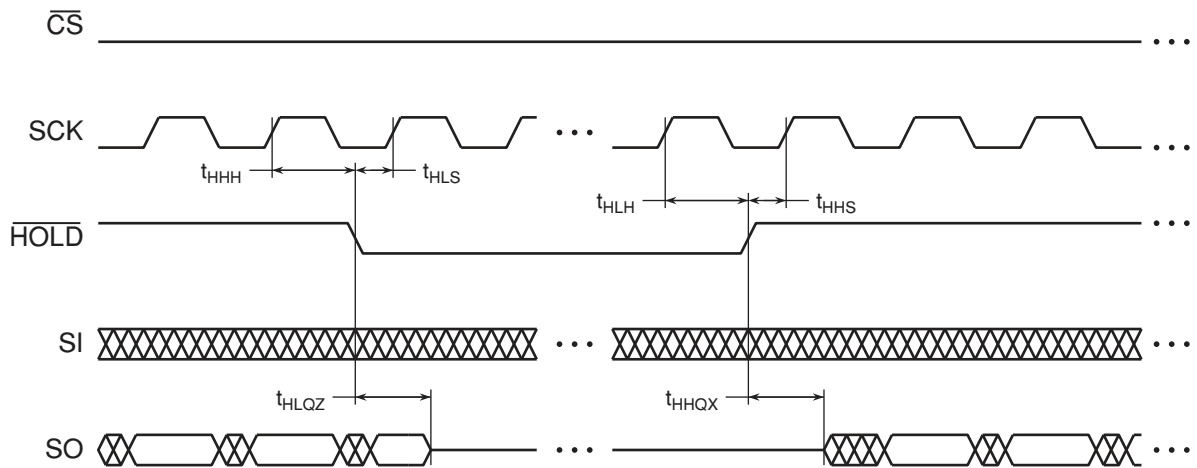 CS
SCK
tHHH
tHLS
tHLH
tHHS
HOLD
SI
tHLQZ
tHHQX
SO